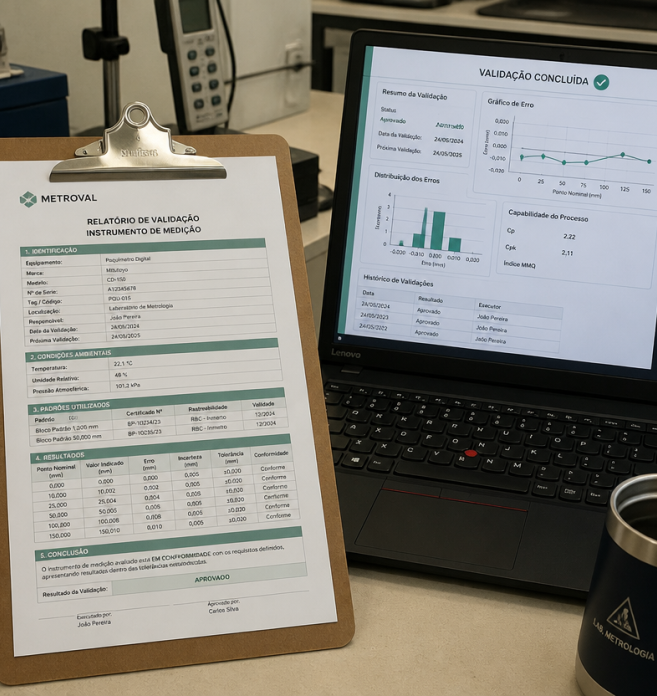 METROVAL
RELATÓRIO DE VALIDAÇÃO
INSTRUMENTO DE MEDIÇÃO
1. IDENTIFICAÇÃO
Equipamento: Paquímetro Digital
Marca: Mitutoyo
Modelo: CD-150
Nº de Série: A12345678
Tag / Código: PQU-015
Localização: Laboratório de Metrologia
Responsável: João Pereira
Data da Validação: 24/05/2024
Próxima Validação: 24/05/2025
2. CONDIÇÕES AMBIENTAIS
Temperatura: 22,1 °C
Umidade Relativa: 48 %
Pressão Atmosférica: 101,2 kPa
3. PADRÕES UTILIZADOS
Padrão Certificado Nº Rastreabilidade Validade
Bloco Padrão 1,000 mm BP-10234/23 RBC - Inmetro 12/2024
Bloco Padrão 50,000 mm BP-10235/23 RBC - Inmetro 12/2024
4. RESULTADOS
Ponto Nominal Valor Indicado Erro Incerteza Tolerância Conformidade
(mm) (mm) (mm) (mm) (mm)
0,000 0,000 0,000 0,005 ±0,020 Conforme
10,000 10,002 0,002 0,005 ±0,020 Conforme
25,000 25,004 0,004 0,005 ±0,020 Conforme
50,000 50,005 0,005 0,005 ±0,020 Conforme
100,000 100,006 0,006 0,005 ±0,020 Conforme
150,000 150,010 0,010 0,005 ±0,020 Conforme
5. CONCLUSÃO
O instrumento de medição avaliado está EM CONFORMIDADE com os requisitos definidos,
apresentando resultados dentro das tolerâncias
Resultado da Validação: APROVADO
Executado por:
João Pereira
Aprovado por:
Carlos Silva
VALIDAÇÃO CONCLUÍDA
Resumo da Validação
Status
Aprovado
Data da Validação: 24/05/2024
Próxima Validação: 24/05/2025
Gráfico de Erro
0,020
0,010
0,000
-0,010
-0,020
Erro (mm)
0 25 50 75 100 125 150
Ponto Nominal (mm)
Distribuição dos Erros
4
3
2
1
0
-0,020 -0,010 0,000 -0,010 0,020
Erro (mm)
Capabilidade do Processo
Cp 2,22
Cpk 2,11
Índice MMQ
Histórico de Validações
Data Resultado Executor
24/05/2024 Aprovado João Pereira
24/05/2023 Aprovado João Pereira
24/05/2022 Aprovado João Pereira
Lenovo
LAB. METROLOGIA